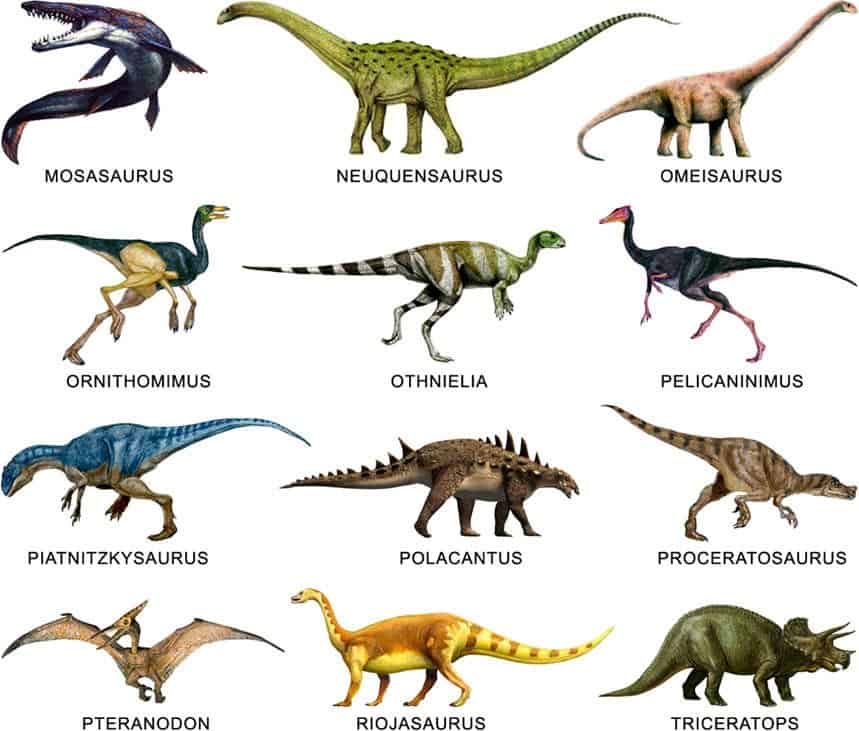 MOSASAURUS
NEUQUENSAURUS
OMEISAURUS
ORNITHOMIMUS
OTHNIELIA
PELICANINIMUS
PIATNITZKYSAURUS
POLACANTUS
PROCERATOSAURUS
PTERANODON
RIOJASAURUS
TRICERATOPS